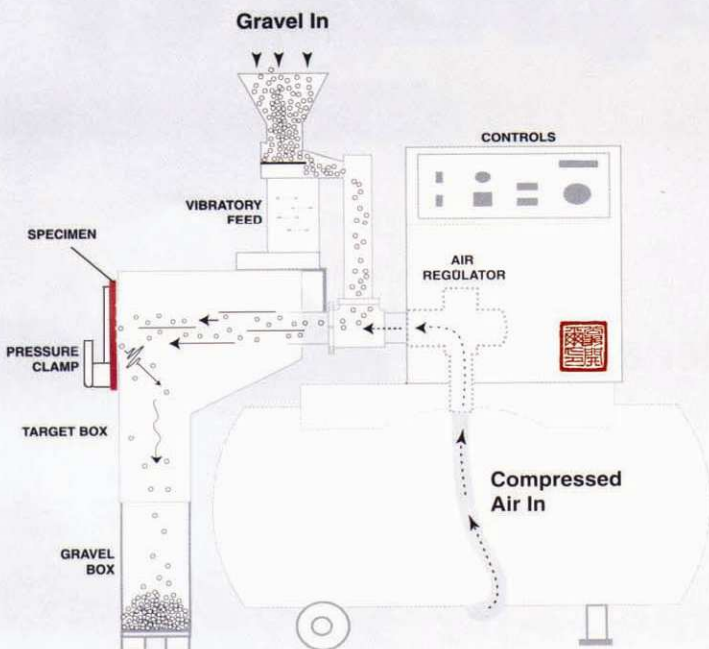 Gravel In
CONTROLS
VIBRATORY
FEED
SPECIMEN
AIR
REGULATOR
PRESSURE
CLAMP
TARGET BOX
Compressed
Air In
GRAVEL
BOX